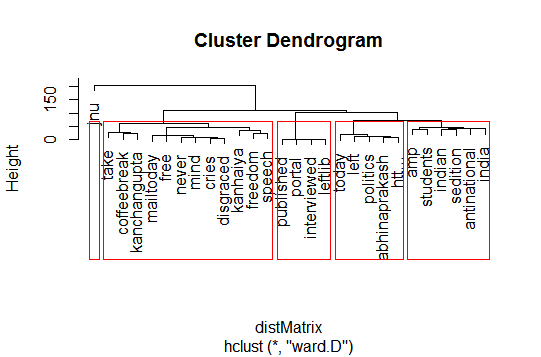 Cluster Dendrogram
Height
0
150
nu
take
coffeebreak
kanchangupta
mailtoday
free
never
mind
cries
disgraced
kanhaiya
freedom
speech
published
portal
interviewed
leftlib
today
left
politics
abhinaprakash
htt…
amp
students
indian
sedition
antinational
india
distMatrix
hclust (*, "ward.D")